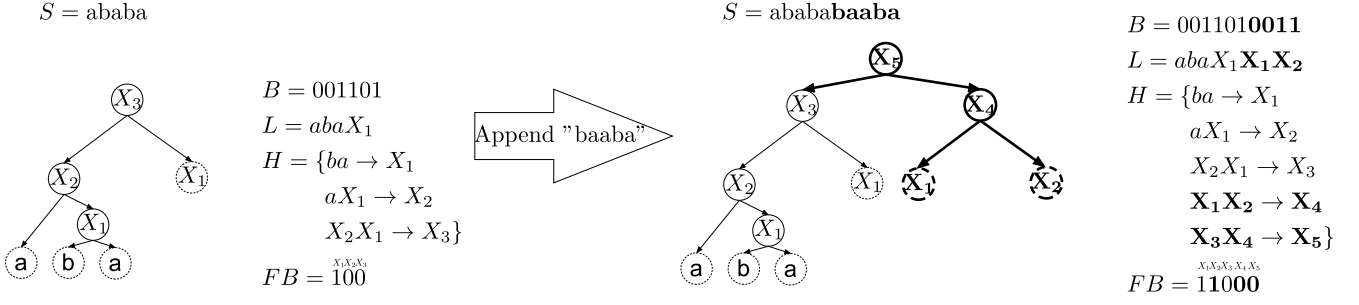 S = ababa
X₃
X₂
X₁
X₁
a
b
a
B = 001101
L = abaX₁
H = {ba → X₁
aX₁ → X₂
X₂X₁ → X₃}
X₁X₂X₃
FB = 100
Append "baaba"
S = abababaaba
X₅
X₃
X₄
X₂
X₁
X₁
X₂
X₁
a
b
a
B = 0011010011
L = abaX₁X₁X₂
H = {ba → X₁
aX₁ → X₂
X₂X₁ → X₃
X₁X₂ → X₄
X₃X₄ → X₅}
X₁X₂X₃X₄X₅
FB = 11000